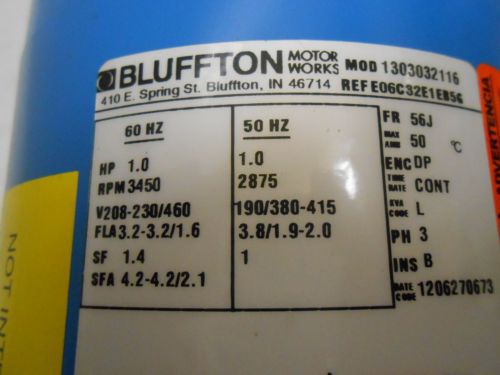 BLUFFTON MOTOR WORKS MOD 1303032116
410 E. Spring St. Bluffton, IN 46714 REF E06C32E1EB56
60 HZ 50 HZ FR 56J
HP 1.0 1.0 MAX AMB 50 °C
RPM 3450 2875 ENC DP
TIME RATE CONT
V208-230/460 190/380-415 KVA CODE L
FLA 3.2-3.2/1.6 3.8/1.9-2.0 PH 3
SF 1.4 1 INS B
SFA 4.2-4.2/2.1 DATE CODE 1206270673
NOT INTE